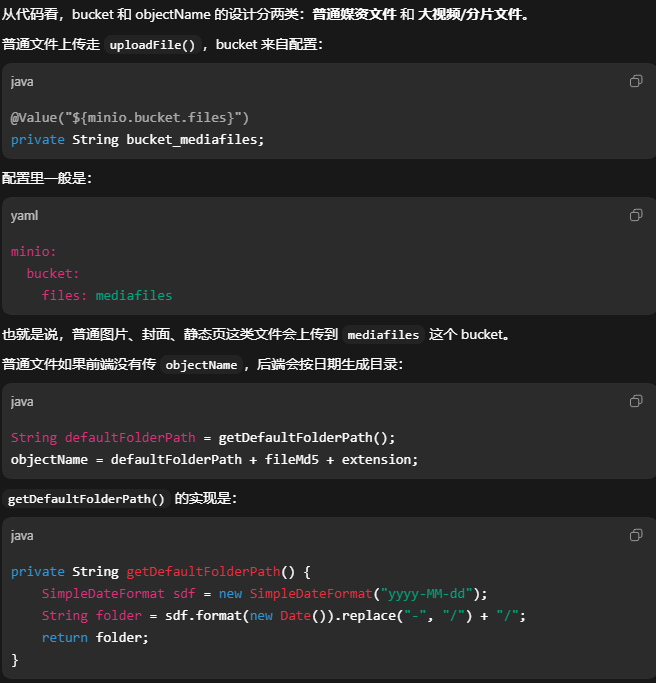 从代码看，bucket 和 objectName 的设计分两类：普通媒资文件 和 大视频/分片文件。
普通文件上传走 uploadFile()，bucket 来自配置：
java
@Value("${minio.bucket.files}")
private String bucket_mediafiles;
配置里一般是：
yaml
minio:
  bucket:
    files: mediafiles
也就是说，普通图片、封面、静态页这类文件会上传到 mediafiles 这个 bucket。
普通文件如果前端没有传 objectName，后端会按日期生成目录：
java
String defaultFolderPath = getDefaultFolderPath();
objectName = defaultFolderPath + fileMd5 + extension;
getDefaultFolderPath() 的实现是：
java
private String getDefaultFolderPath() {
    SimpleDateFormat sdf = new SimpleDateFormat("yyyy-MM-dd");
    String folder = sdf.format(new Date()).replace("-", "/") + "/";
    return folder;
}